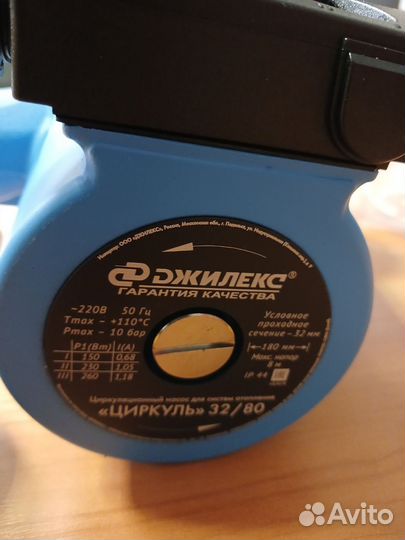 Импортер ООО «ДЖИЛЕКС», Россия, Московская обл., г. Подольск, ул.
ДЖИЛЕКС®
ГАРАНТИЯ КАЧЕСТВА
~220В 50 Гц
Tmax - +110°C
Pmax - 10 бар
P1(Вт) I(A)
I 150 0,68
II 230 1,05
III 260 1,18
Условное
проходное
сечение - 32 мм
180 мм
Макс. напор
8 м
IP 44
Циркуляционный насос для систем отопления
«ЦИРКУЛЬ» 32/80
Avito